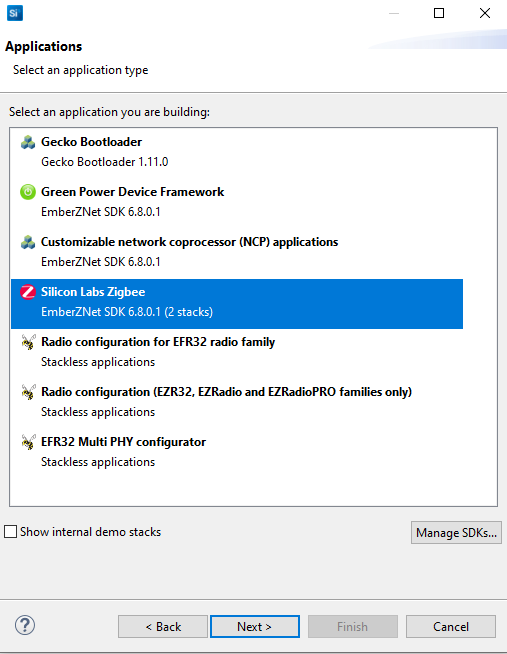 Si
Applications
Select an application type
Select an application you are building:
Gecko Bootloader
Gecko Bootloader 1.11.0
Green Power Device Framework
EmberZNet SDK 6.8.0.1
Customizable network coprocessor (NCP) applications
EmberZNet SDK 6.8.0.1
Silicon Labs Zigbee
EmberZNet SDK 6.8.0.1 (2 stacks)
Radio configuration for EFR32 radio family
Stackless applications
Radio configuration (EZR32, EZRadio and EZRadioPRO families only)
Stackless applications
EFR32 Multi PHY configurator
Stackless applications
Show internal demo stacks
Manage SDKs...
?
< Back
Next >
Finish
Cancel